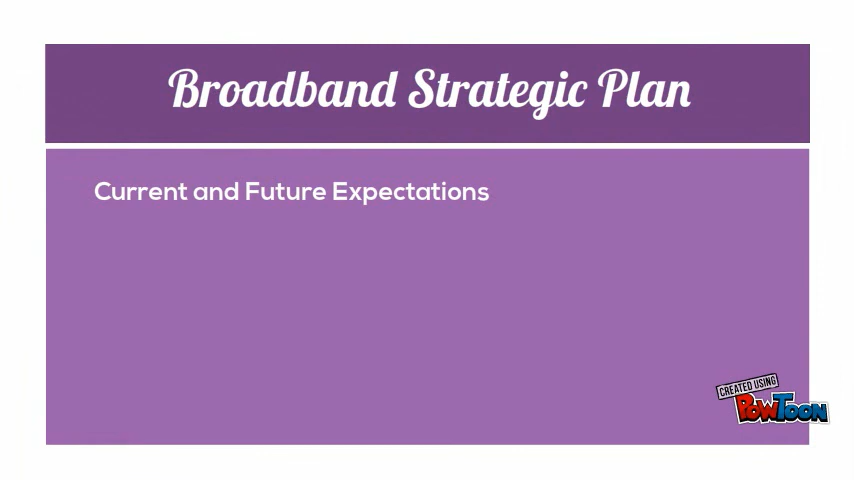 Broadband Strategic Plan
Current and Future Expectations
CREATED USING
PowToon